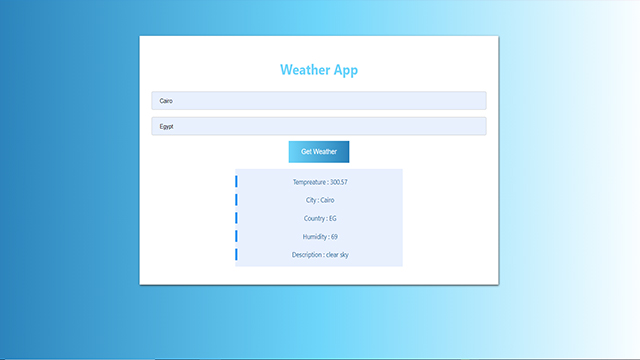 Weather App
Cairo
Egypt
Get Weather
Tempreature : 300.57
City : Cairo
Country : EG
Humidity : 69
Description : clear sky